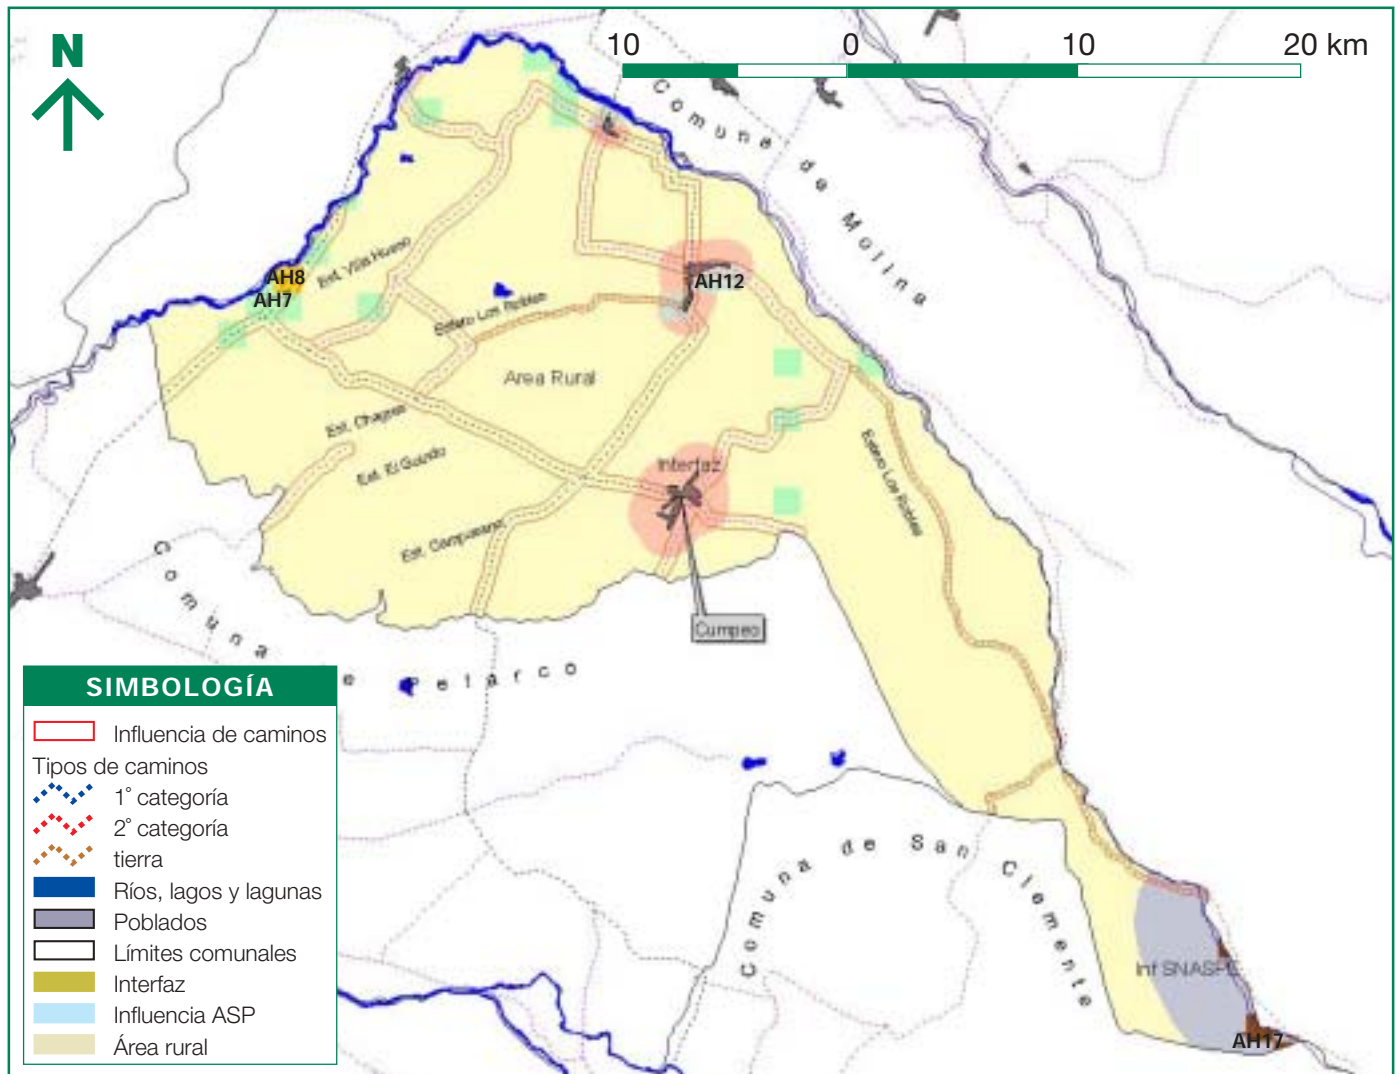 N
10 0 10 20 km
Comuna de Molina
AH8
AH7
Est. Villa Hueso
AH12
Estero Los Robles
Area Rural
Est. Chagres
Est. El Guindo
Interfaz
Estero Los Robles
Est. Campusano
Cumpeo
Comuna de Pelarco
Comuna de San Clemente
Inf SNASPE
AH17
SIMBOLOGÍA
Influencia de caminos
Tipos de caminos
1° categoría
2° categoría
tierra
Ríos, lagos y lagunas
Poblados
Límites comunales
Interfaz
Influencia ASP
Área rural